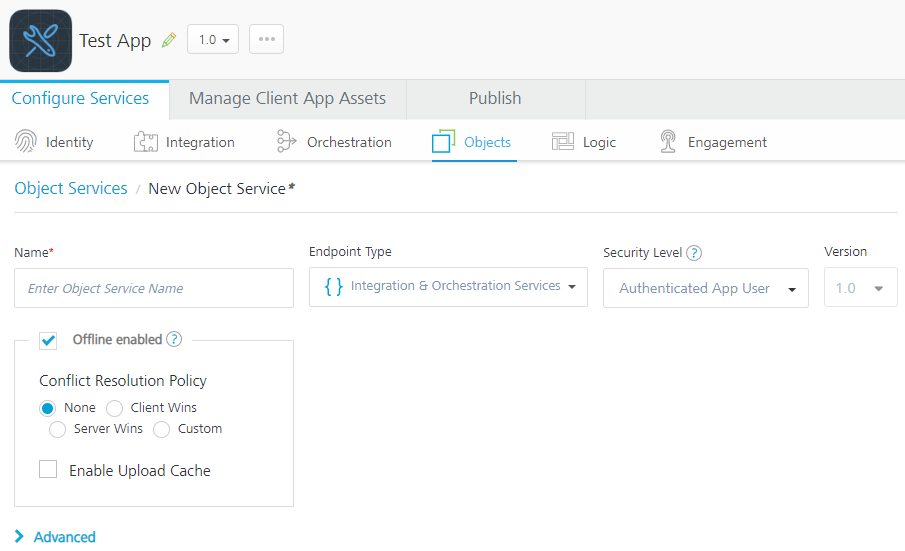 Test App 1.0
Configure Services Manage Client App Assets Publish
Identity Integration Orchestration Objects Logic Engagement
Object Services / New Object Service*
Name* Endpoint Type Security Level ? Version
Enter Object Service Name { } Integration & Orchestration Services Authenticated App User 1.0
Offline enabled ?
Conflict Resolution Policy
None Client Wins
Server Wins Custom
Enable Upload Cache
Advanced